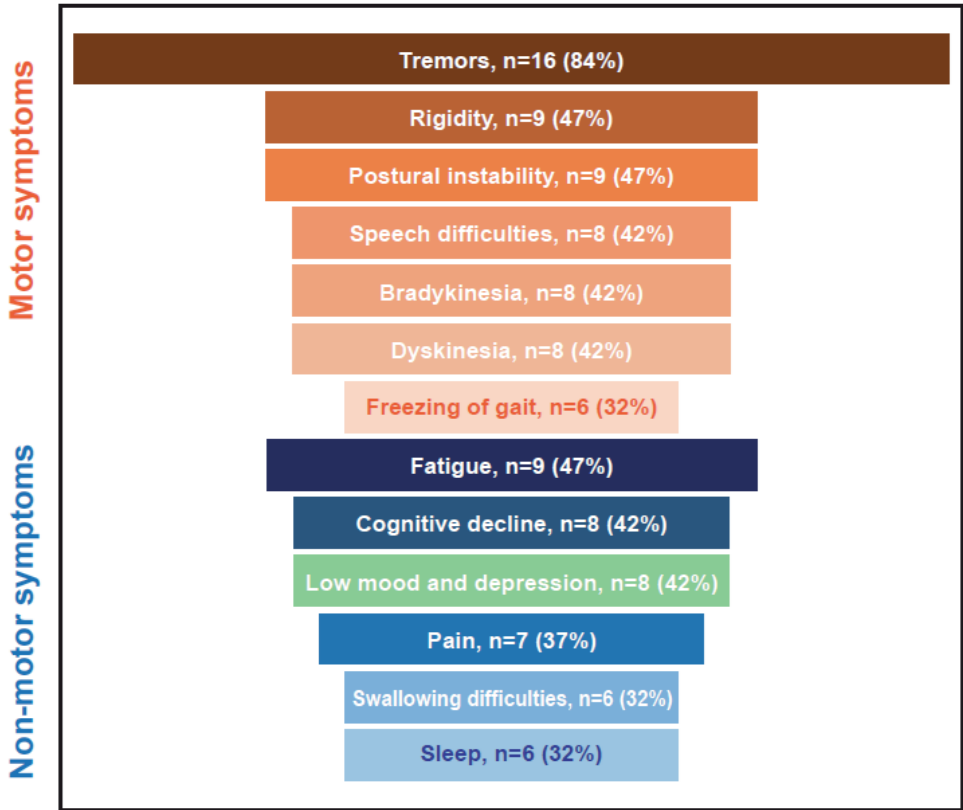 Motor symptoms
Tremors, n=16 (84%)
Rigidity, n=9 (47%)
Postural instability, n=9 (47%)
Speech difficulties, n=8 (42%)
Bradykinesia, n=8 (42%)
Dyskinesia, n=8 (42%)
Freezing of gait, n=6 (32%)
Non-motor symptoms
Fatigue, n=9 (47%)
Cognitive decline, n=8 (42%)
Low mood and depression, n=8 (42%)
Pain, n=7 (37%)
Swallowing difficulties, n=6 (32%)
Sleep, n=6 (32%)